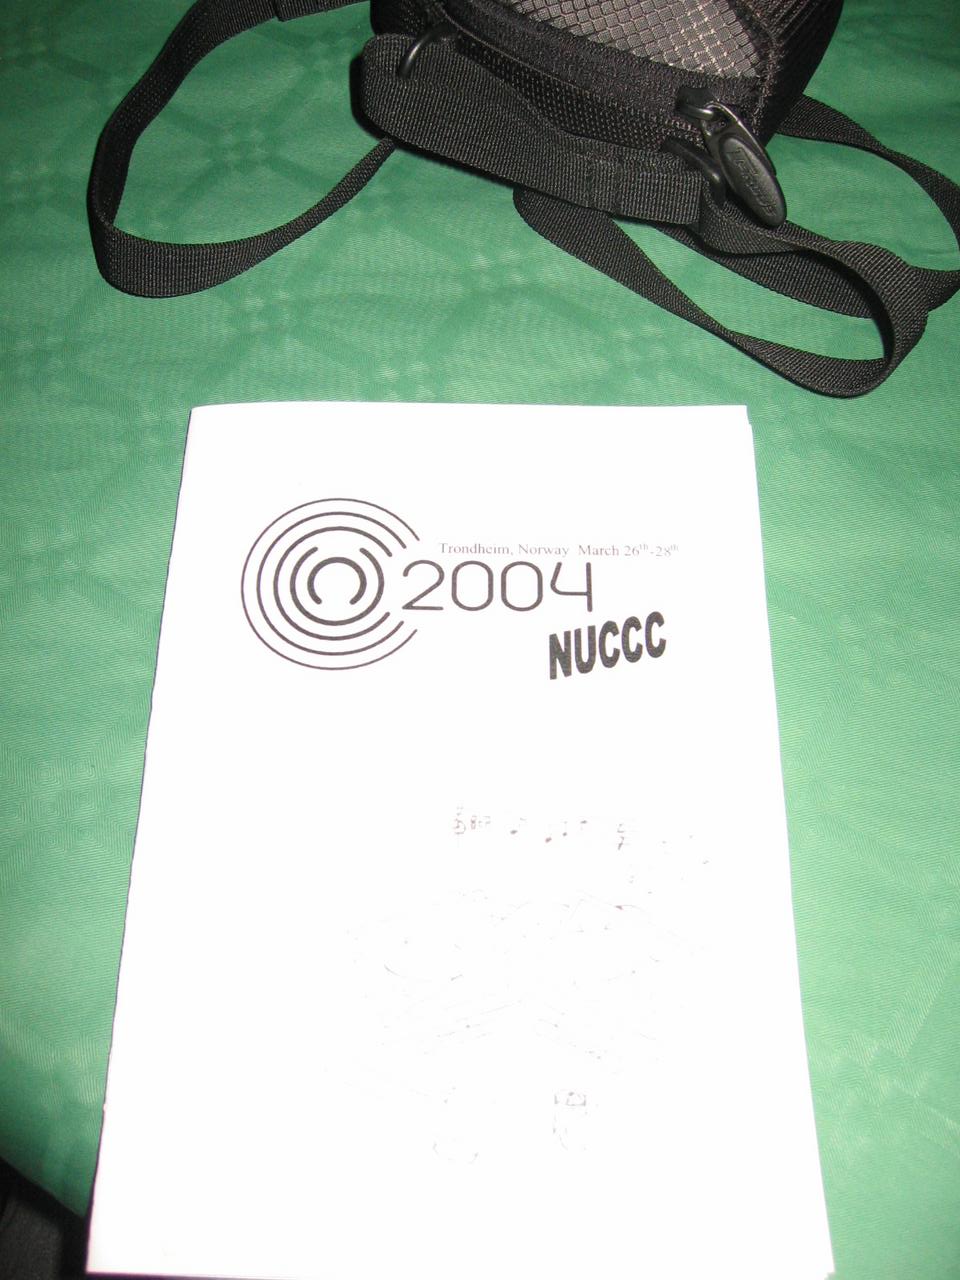 Trondheim, Norway March 26th-28th
2004
NUCCC